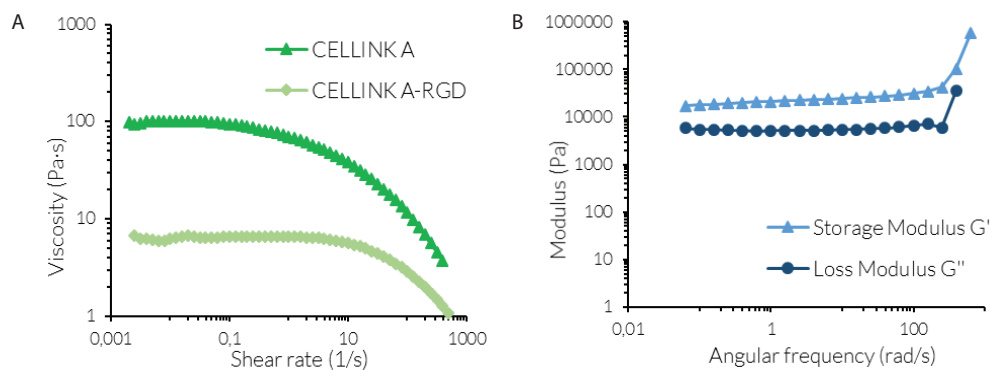 A
1000
100
10
1
Viscosity (Pa·s)
CELLINK A
CELLINK A-RGD
0,001
0,1
10
1000
Shear rate (1/s)
B
1000000
100000
10000
1000
100
10
1
Modulus (Pa)
Storage Modulus G'
Loss Modulus G"
0,01
1
100
Angular frequency (rad/s)